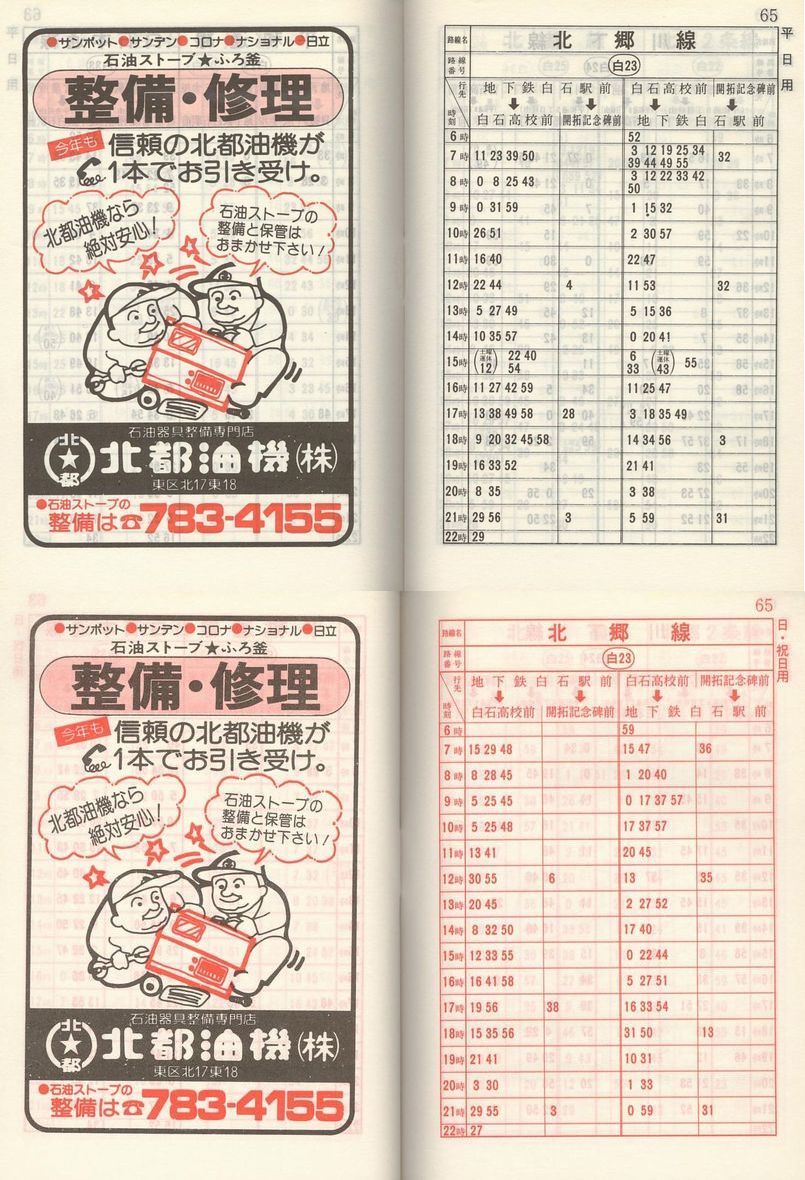 ●サンポット●サンデン●コロナ●ナショナル●日立
石油ストーブ★ふろ釜
整備・修理
今年も
信頼の北都油機が
1本でお引き受け。
北都油機なら
絶対安心!
石油ストーブの
整備と保管は
おまかせ下さい!
石油器具整備専門店
北★都
北都油機(株)
東区北17東18
●石油ストーブの
整備は☎783-4155
65
平日用
路線名 北郷線
路線番号 白23
行先 時刻
地下鉄白石駅前 白石高校前 開拓記念碑前
↓ ↓ ↓
白石高校前 開拓記念碑前 地下鉄白石駅前
6時 52
7時 11 23 39 50 3 12 19 25 34 32
39 44 49 55
8時 0 8 25 43 3 12 22 33 42
50
9時 0 31 59 1 15 32
10時 26 51 2 30 57
11時 16 40 22 47
12時 22 44 4 11 53 32
13時 5 27 49 5 15 36
14時 10 35 57 0 20 41
15時 (土曜運休12) 22 40 6 (土曜運休43) 55
54 33
16時 11 27 42 59 11 25 47
17時 13 38 49 58 28 3 18 35 49
18時 9 20 32 45 58 14 34 56 3
19時 16 33 52 21 41
20時 8 35 3 38
21時 29 56 3 5 59 31
22時 29
●サンポット●サンデン●コロナ●ナショナル●日立
石油ストーブ★ふろ釜
整備・修理
今年も
信頼の北都油機が
1本でお引き受け。
北都油機なら
絶対安心!
石油ストーブの
整備と保管は
おまかせ下さい!
石油器具整備専門店
北★都
北都油機(株)
東区北17東18
●石油ストーブの
整備は☎783-4155
65
日・祝日用
路線名 北郷線
路線番号 白23
行先 時刻
地下鉄白石駅前 白石高校前 開拓記念碑前
↓ ↓ ↓
白石高校前 開拓記念碑前 地下鉄白石駅前
6時 59
7時 15 29 48 15 47 36
8時 8 28 45 1 20 40
9時 5 25 45 0 17 37 57
10時 5 25 48 17 37 57
11時 13 41 20 45
12時 30 55 6 13 35
13時 20 45 2 27 52
14時 8 32 50 17 40
15時 12 33 55 0 22 44
16時 16 41 58 5 27 51
17時 19 56 38 16 33 54
18時 15 35 56 31 50 13
19時 21 41 10 31
20時 3 30 1 33
21時 29 55 3 0 59 31
22時 27